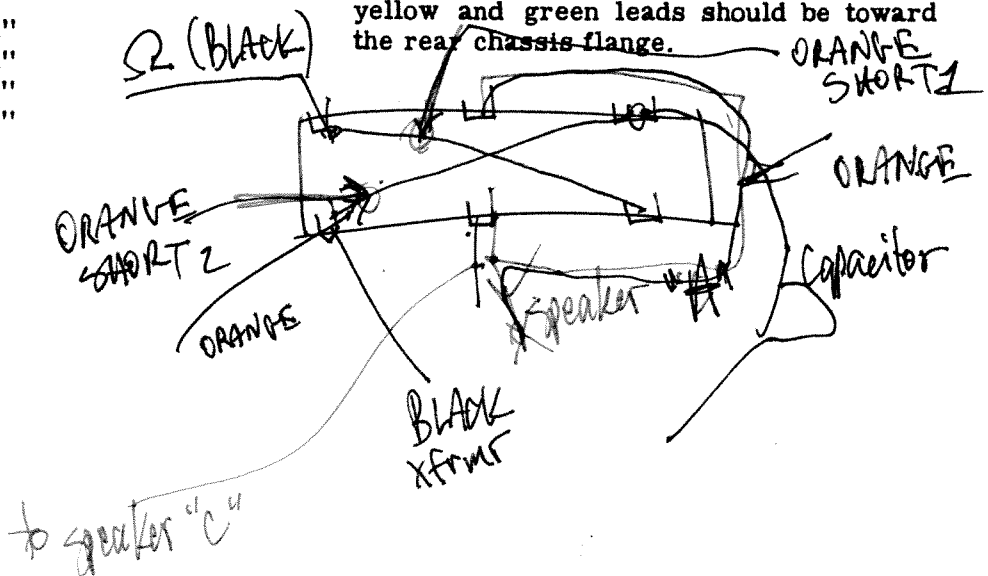 "
"
"
"
"
yellow and green leads should be toward
the rear chassis flange.
Ω (BLACK)
ORANGE
SHORT 1
ORANGE
ORANGE
SHORT 2
ORANGE
Capacitor
speaker "A"
BLACK
xfrmr
to speaker "C"